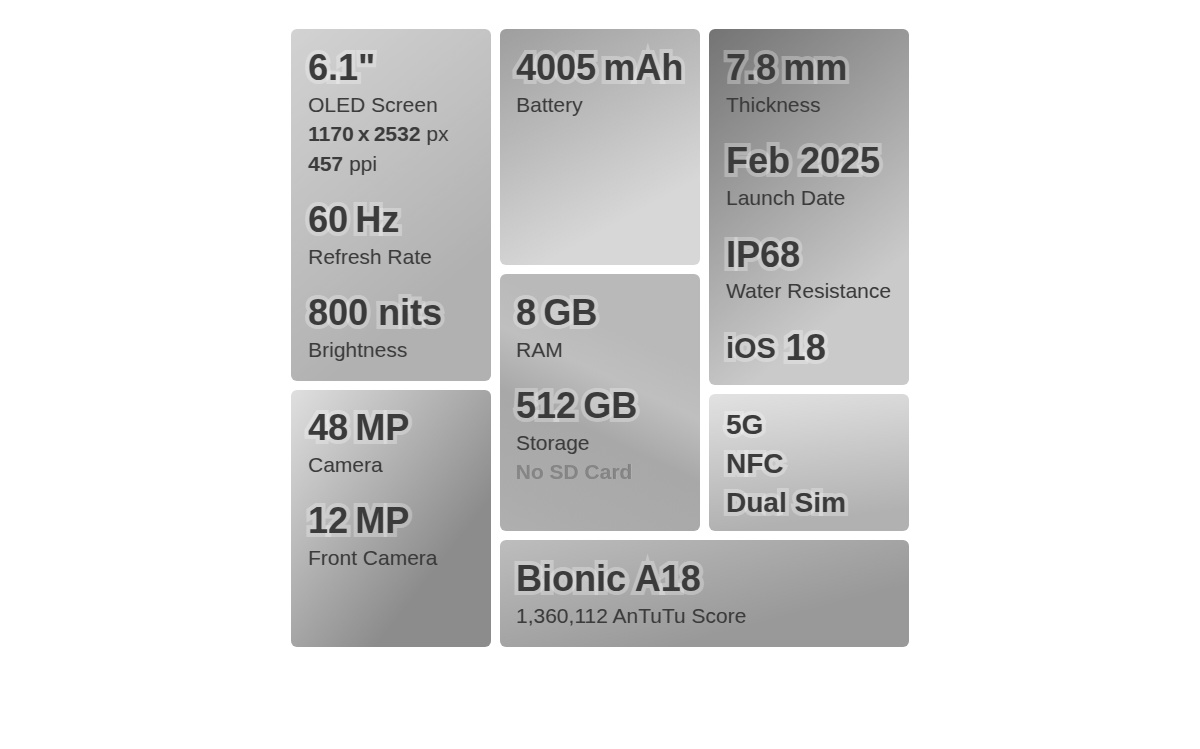 6.1"
OLED Screen
1170 x 2532 px
457 ppi
60 Hz
Refresh Rate
800 nits
Brightness
48 MP
Camera
12 MP
Front Camera
4005 mAh
Battery
8 GB
RAM
512 GB
Storage
No SD Card
7.8 mm
Thickness
Feb 2025
Launch Date
IP68
Water Resistance
iOS 18
5G
NFC
Dual Sim
Bionic A18
1,360,112 AnTuTu Score